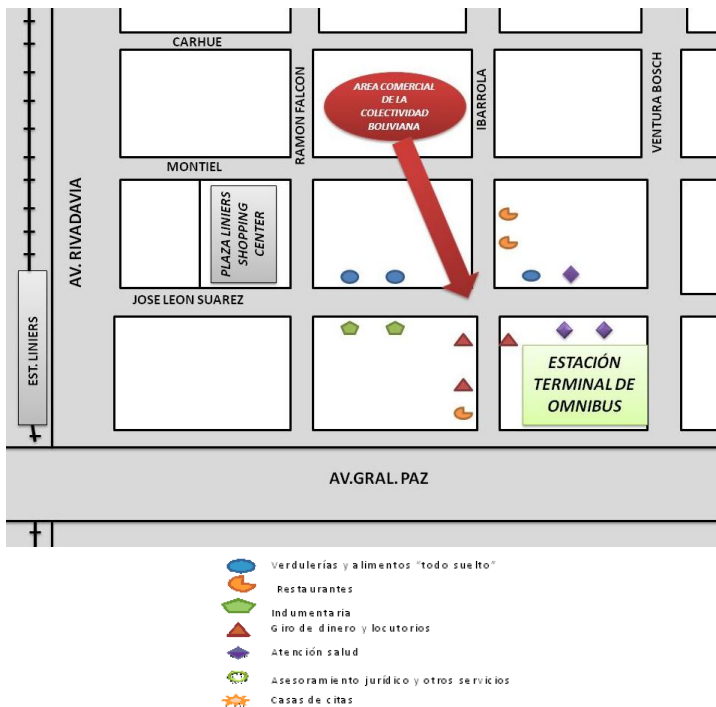 CARHUE
RAMON FALCON
AREA COMERCIAL
DE LA
COLECTIVIDAD
BOLIVIANA
IBARROLA
VENTURA BOSCH
MONTIEL
AV. RIVADAVIA
PLAZA LINIERS
SHOPPING
CENTER
JOSE LEON SUAREZ
EST. LINIERS
ESTACIÓN
TERMINAL DE
OMNIBUS
AV.GRAL. PAZ
Verdulerías y alimentos "todo suelto"
Restaurantes
Indumentaria
Giro de dinero y locutorios
Atención salud
Asesoramiento jurídico y otros servicios
Casas de citas